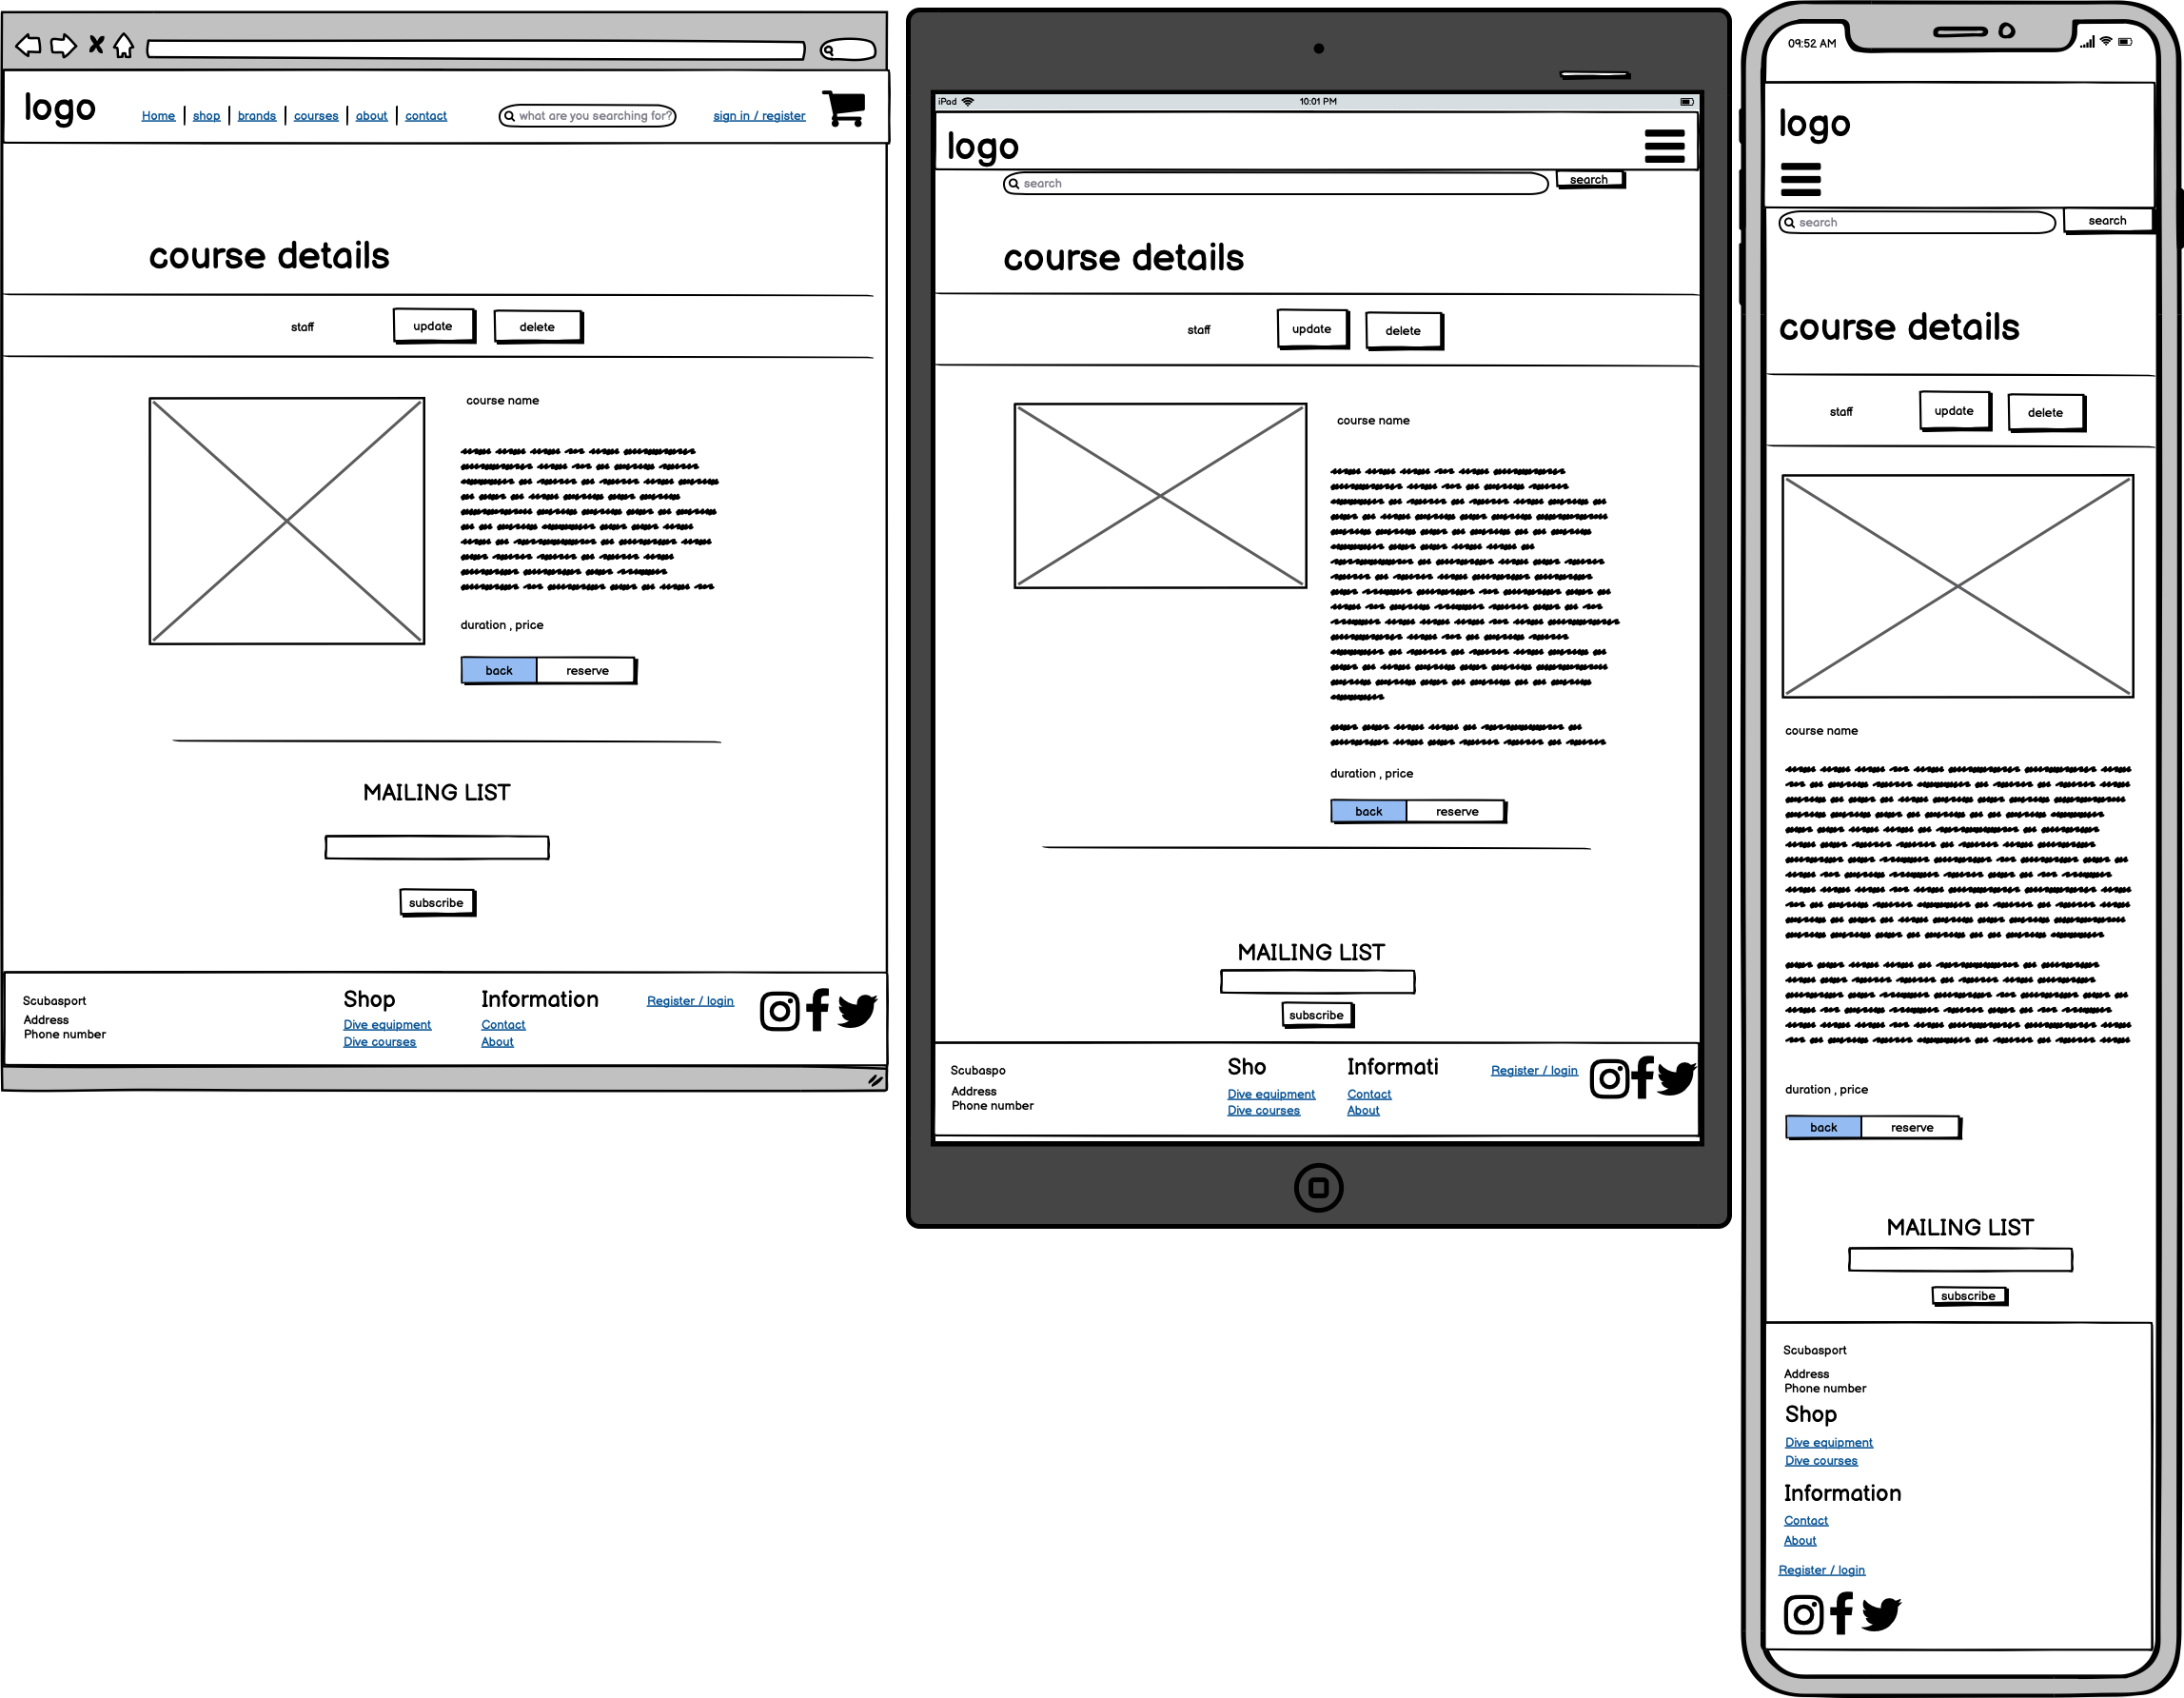 logo
Home | shop | brands | courses | about | contact
what are you searching for?
sign in / register
course details
staff
update
delete
course name
duration , price
back
reserve
MAILING LIST
subscribe
Scubasport
Address
Phone number
Shop
Dive equipment
Dive courses
Information
Contact
About
Register / login
iPad
10:01 PM
logo
search
search
course details
staff
update
delete
course name
duration , price
back
reserve
MAILING LIST
subscribe
Scubaspo
Address
Phone number
Sho
Dive equipment
Dive courses
Informati
Contact
About
Register / login
09:52 AM
logo
search
search
course details
staff
update
delete
course name
duration , price
back
reserve
MAILING LIST
subscribe
Scubasport
Address
Phone number
Shop
Dive equipment
Dive courses
Information
Contact
About
Register / login